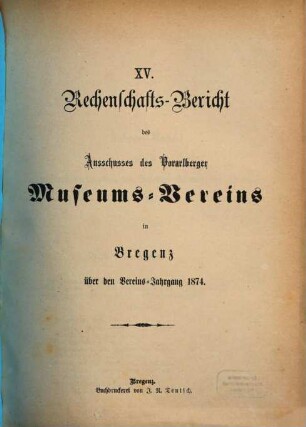 XV.
Rechenschafts-Bericht
des
Ausschusses des Vorarlberger
Museums-Vereins
in
Bregenz
über den Vereins-Jahrgang 1874.
Bregenz.
Buchdruckerei von J. N. Teutsch.